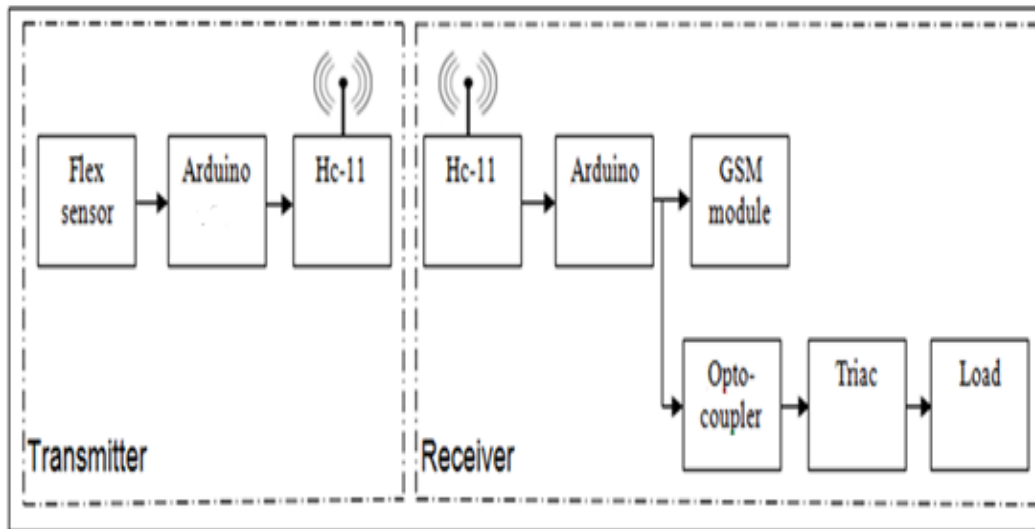 Flex
sensor
Arduino
Hc-11
Transmitter
Hc-11
Arduino
GSM
module
Opto-
coupler
Triac
Load
Receiver